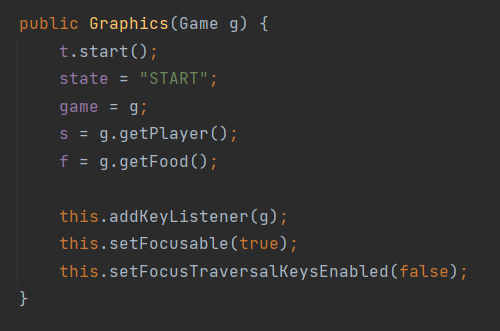 public Graphics(Game g) {
    t.start();
    state = "START";
    game = g;
    s = g.getPlayer();
    f = g.getFood();

    this.addKeyListener(g);
    this.setFocusable(true);
    this.setFocusTraversalKeysEnabled(false);
}